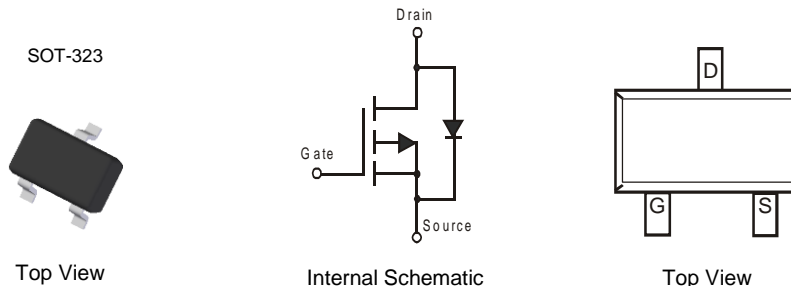 SOT-323
Top View
Drain
Gate
Source
Internal Schematic
D
G
S
Top View